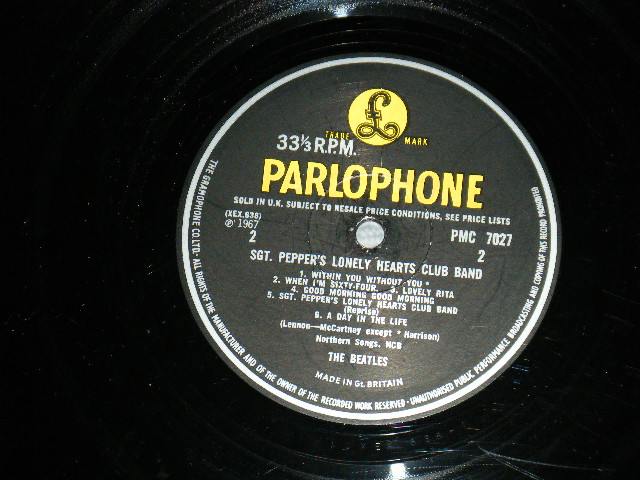 £
TRADE MARK
33⅓ R.P.M.
PARLOPHONE
SOLD IN U.K. SUBJECT TO RESALE PRICE CONDITIONS, SEE PRICE LISTS
(XEX.638)
℗ 1967
2
PMC 7027
2
SGT. PEPPER'S LONELY HEARTS CLUB BAND
1. WITHIN YOU WITHOUT YOU *
2. WHEN I'M SIXTY-FOUR 3. LOVELY RITA
4. GOOD MORNING GOOD MORNING
5. SGT. PEPPER'S LONELY HEARTS CLUB BAND
(Reprise)
6. A DAY IN THE LIFE
(Lennon—McCartney except * Harrison)
Northern Songs, NCB
THE BEATLES
MADE IN Gt. BRITAIN
THE GRAMOPHONE CO. LTD. · ALL RIGHTS OF THE MANUFACTURER AND OF THE OWNER OF THE RECORDED WORK RESERVED · UNAUTHORISED PUBLIC PERFORMANCE BROADCASTING AND COPYING OF THIS RECORD PROHIBITED